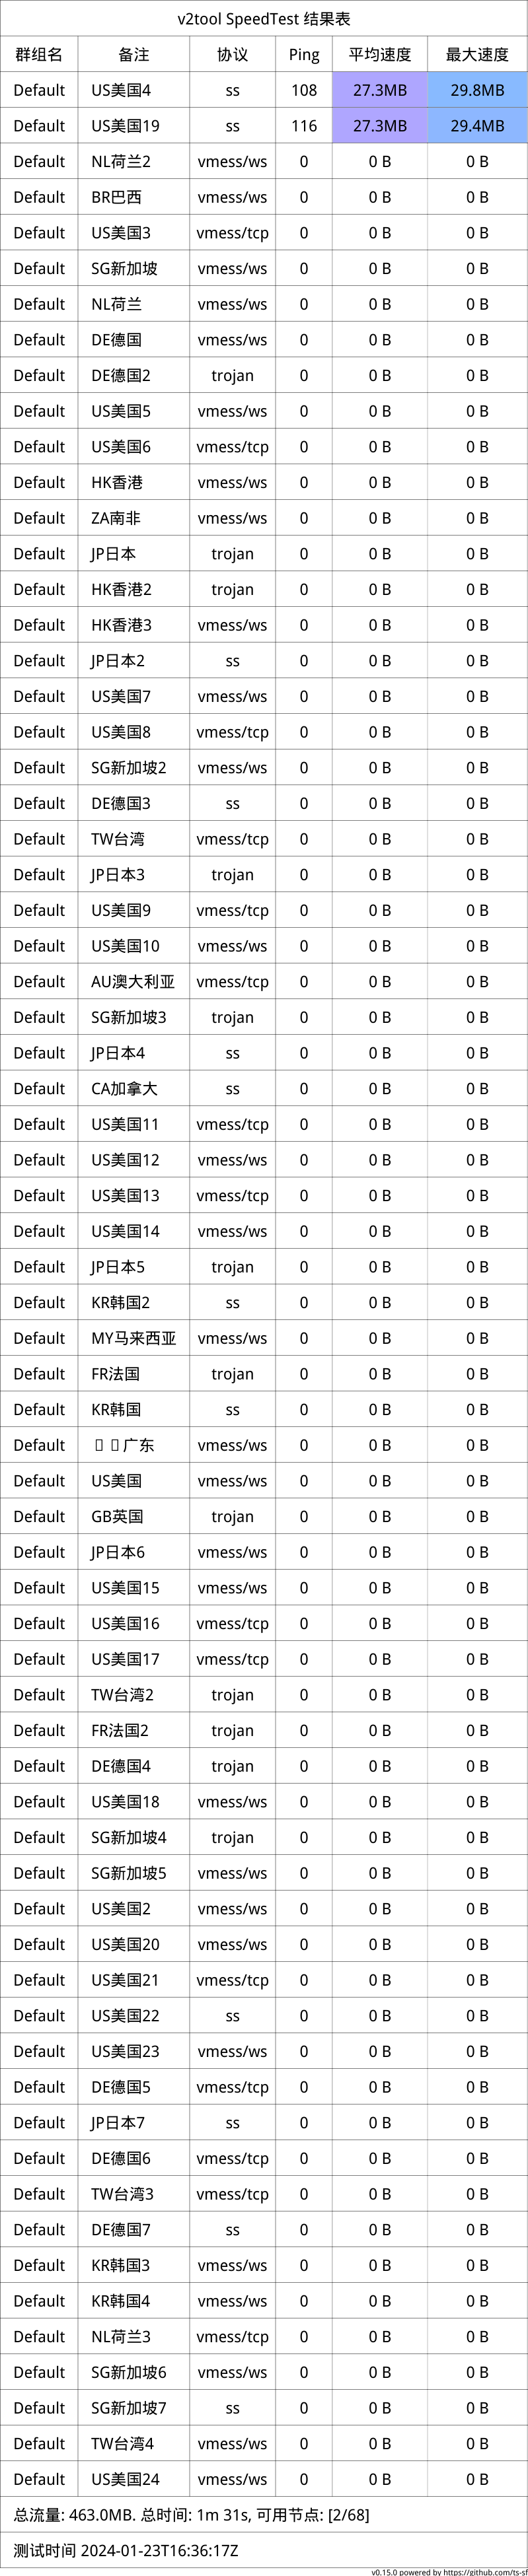 v2tool SpeedTest 结果表
群组名 备注 协议 Ping 平均速度 最大速度
Default US美国4 ss 108 27.3MB 29.8MB
Default US美国19 ss 116 27.3MB 29.4MB
Default NL荷兰2 vmess/ws 0 0 B 0 B
Default BR巴西 vmess/ws 0 0 B 0 B
Default US美国3 vmess/tcp 0 0 B 0 B
Default SG新加坡 vmess/ws 0 0 B 0 B
Default NL荷兰 vmess/ws 0 0 B 0 B
Default DE德国 vmess/ws 0 0 B 0 B
Default DE德国2 trojan 0 0 B 0 B
Default US美国5 vmess/ws 0 0 B 0 B
Default US美国6 vmess/tcp 0 0 B 0 B
Default HK香港 vmess/ws 0 0 B 0 B
Default ZA南非 vmess/ws 0 0 B 0 B
Default JP日本 trojan 0 0 B 0 B
Default HK香港2 trojan 0 0 B 0 B
Default HK香港3 vmess/ws 0 0 B 0 B
Default JP日本2 ss 0 0 B 0 B
Default US美国7 vmess/ws 0 0 B 0 B
Default US美国8 vmess/tcp 0 0 B 0 B
Default SG新加坡2 vmess/ws 0 0 B 0 B
Default DE德国3 ss 0 0 B 0 B
Default TW台湾 vmess/tcp 0 0 B 0 B
Default JP日本3 trojan 0 0 B 0 B
Default US美国9 vmess/tcp 0 0 B 0 B
Default US美国10 vmess/ws 0 0 B 0 B
Default AU澳大利亚 vmess/tcp 0 0 B 0 B
Default SG新加坡3 trojan 0 0 B 0 B
Default JP日本4 ss 0 0 B 0 B
Default CA加拿大 ss 0 0 B 0 B
Default US美国11 vmess/tcp 0 0 B 0 B
Default US美国12 vmess/ws 0 0 B 0 B
Default US美国13 vmess/tcp 0 0 B 0 B
Default US美国14 vmess/ws 0 0 B 0 B
Default JP日本5 trojan 0 0 B 0 B
Default KR韩国2 ss 0 0 B 0 B
Default MY马来西亚 vmess/ws 0 0 B 0 B
Default FR法国 trojan 0 0 B 0 B
Default KR韩国 ss 0 0 B 0 B
Default 广东 vmess/ws 0 0 B 0 B
Default US美国 vmess/ws 0 0 B 0 B
Default GB英国 trojan 0 0 B 0 B
Default JP日本6 vmess/ws 0 0 B 0 B
Default US美国15 vmess/ws 0 0 B 0 B
Default US美国16 vmess/tcp 0 0 B 0 B
Default US美国17 vmess/tcp 0 0 B 0 B
Default TW台湾2 trojan 0 0 B 0 B
Default FR法国2 trojan 0 0 B 0 B
Default DE德国4 trojan 0 0 B 0 B
Default US美国18 vmess/ws 0 0 B 0 B
Default SG新加坡4 trojan 0 0 B 0 B
Default SG新加坡5 vmess/ws 0 0 B 0 B
Default US美国2 vmess/ws 0 0 B 0 B
Default US美国20 vmess/ws 0 0 B 0 B
Default US美国21 vmess/tcp 0 0 B 0 B
Default US美国22 ss 0 0 B 0 B
Default US美国23 vmess/ws 0 0 B 0 B
Default DE德国5 vmess/tcp 0 0 B 0 B
Default JP日本7 ss 0 0 B 0 B
Default DE德国6 vmess/tcp 0 0 B 0 B
Default TW台湾3 vmess/tcp 0 0 B 0 B
Default DE德国7 ss 0 0 B 0 B
Default KR韩国3 vmess/ws 0 0 B 0 B
Default KR韩国4 vmess/ws 0 0 B 0 B
Default NL荷兰3 vmess/tcp 0 0 B 0 B
Default SG新加坡6 vmess/ws 0 0 B 0 B
Default SG新加坡7 ss 0 0 B 0 B
Default TW台湾4 vmess/ws 0 0 B 0 B
Default US美国24 vmess/ws 0 0 B 0 B
总流量: 463.0MB. 总时间: 1m 31s, 可用节点: [2/68]
测试时间 2024-01-23T16:36:17Z
v0.15.0 powered by https://github.com/ts-sf